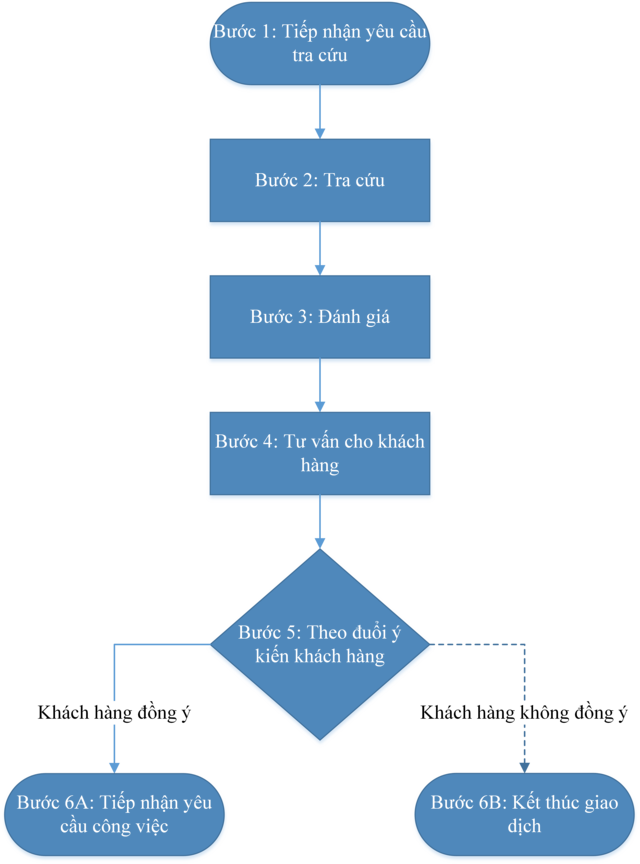 Bước 1: Tiếp nhận yêu cầu
tra cứu
Bước 2: Tra cứu
Bước 3: Đánh giá
Bước 4: Tư vấn cho khách
hàng
Bước 5: Theo đuổi ý
kiến khách hàng
Khách hàng đồng ý
Khách hàng không đồng ý
Bước 6A: Tiếp nhận yêu
cầu công việc
Bước 6B: Kết thúc giao
dịch